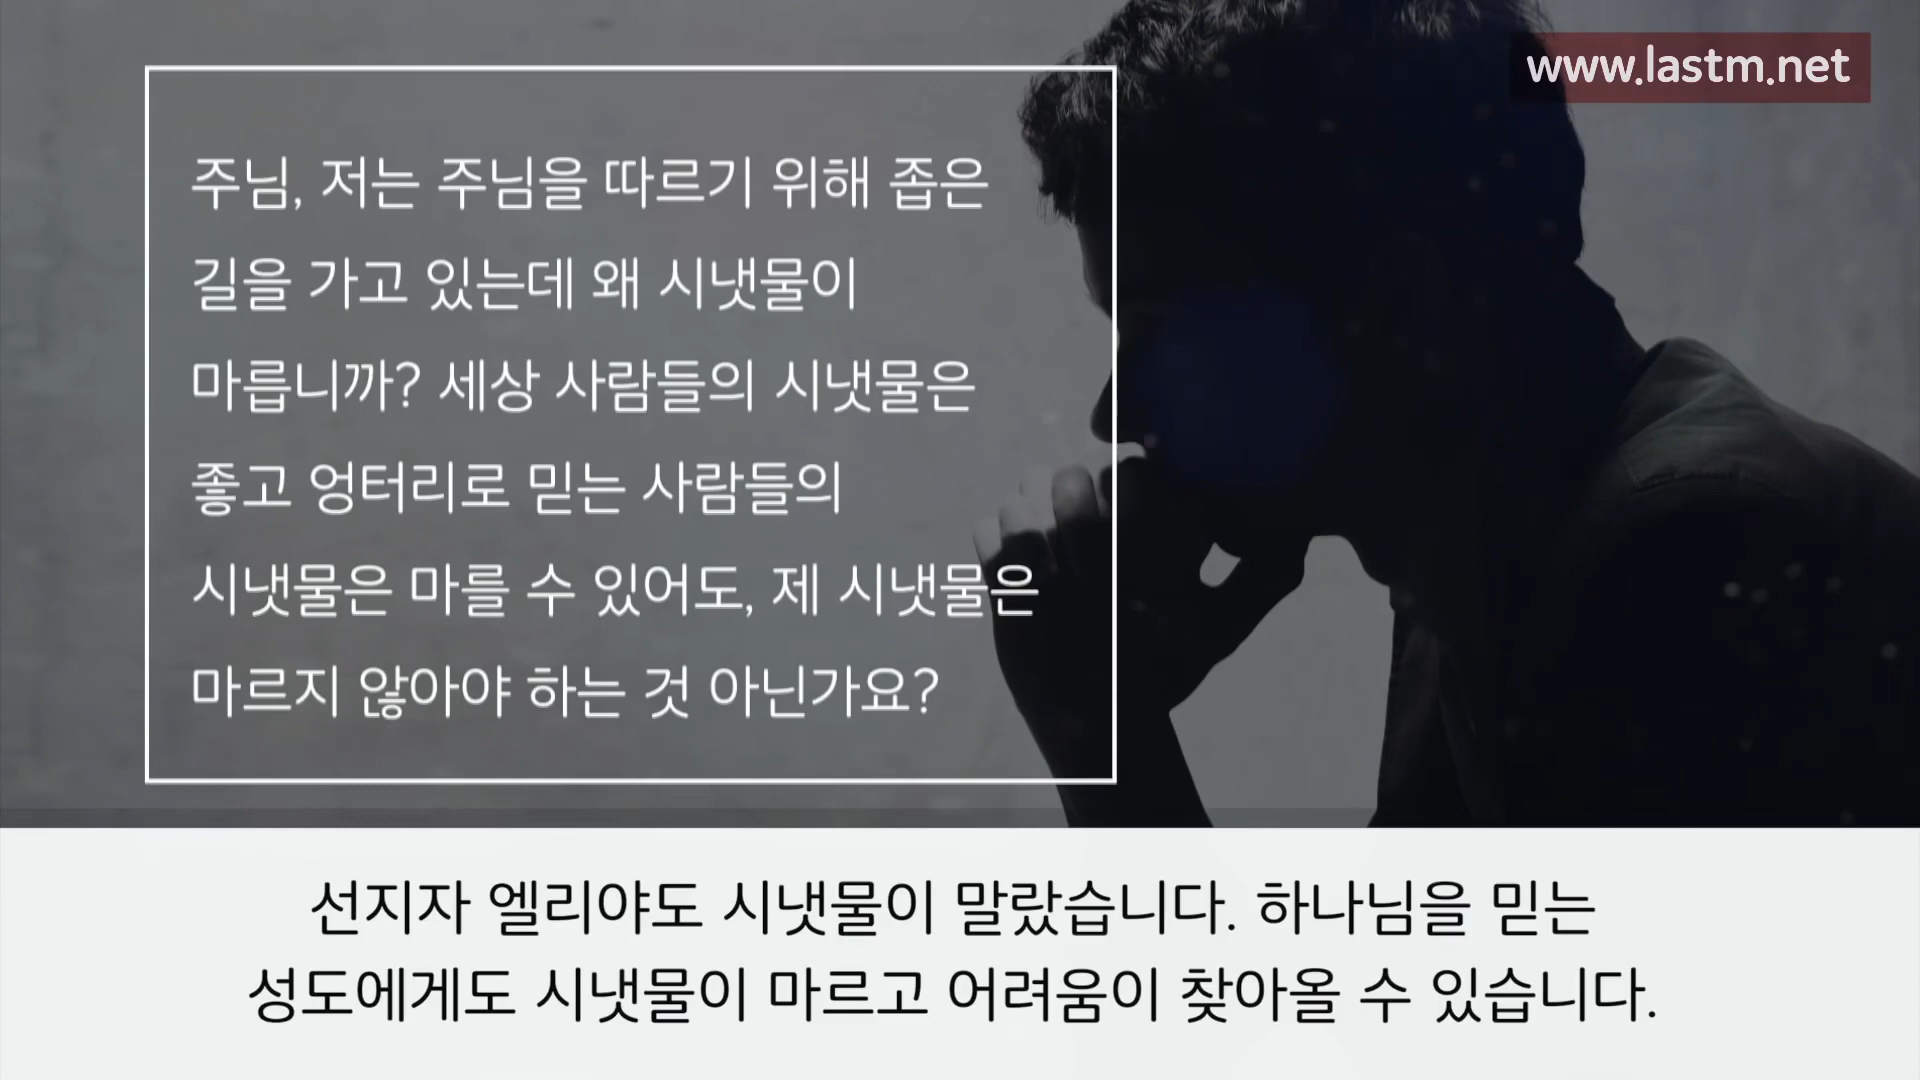 www.lastm.net
주님, 저는 주님을 따르기 위해 좁은
길을 가고 있는데 왜 시냇물이
마릅니까? 세상 사람들의 시냇물은
좋고 엉터리로 믿는 사람들의
시냇물은 마를 수 있어도, 제 시냇물은
마르지 않아야 하는 것 아닌가요?
선지자 엘리야도 시냇물이 말랐습니다. 하나님을 믿는
성도에게도 시냇물이 마르고 어려움이 찾아올 수 있습니다.